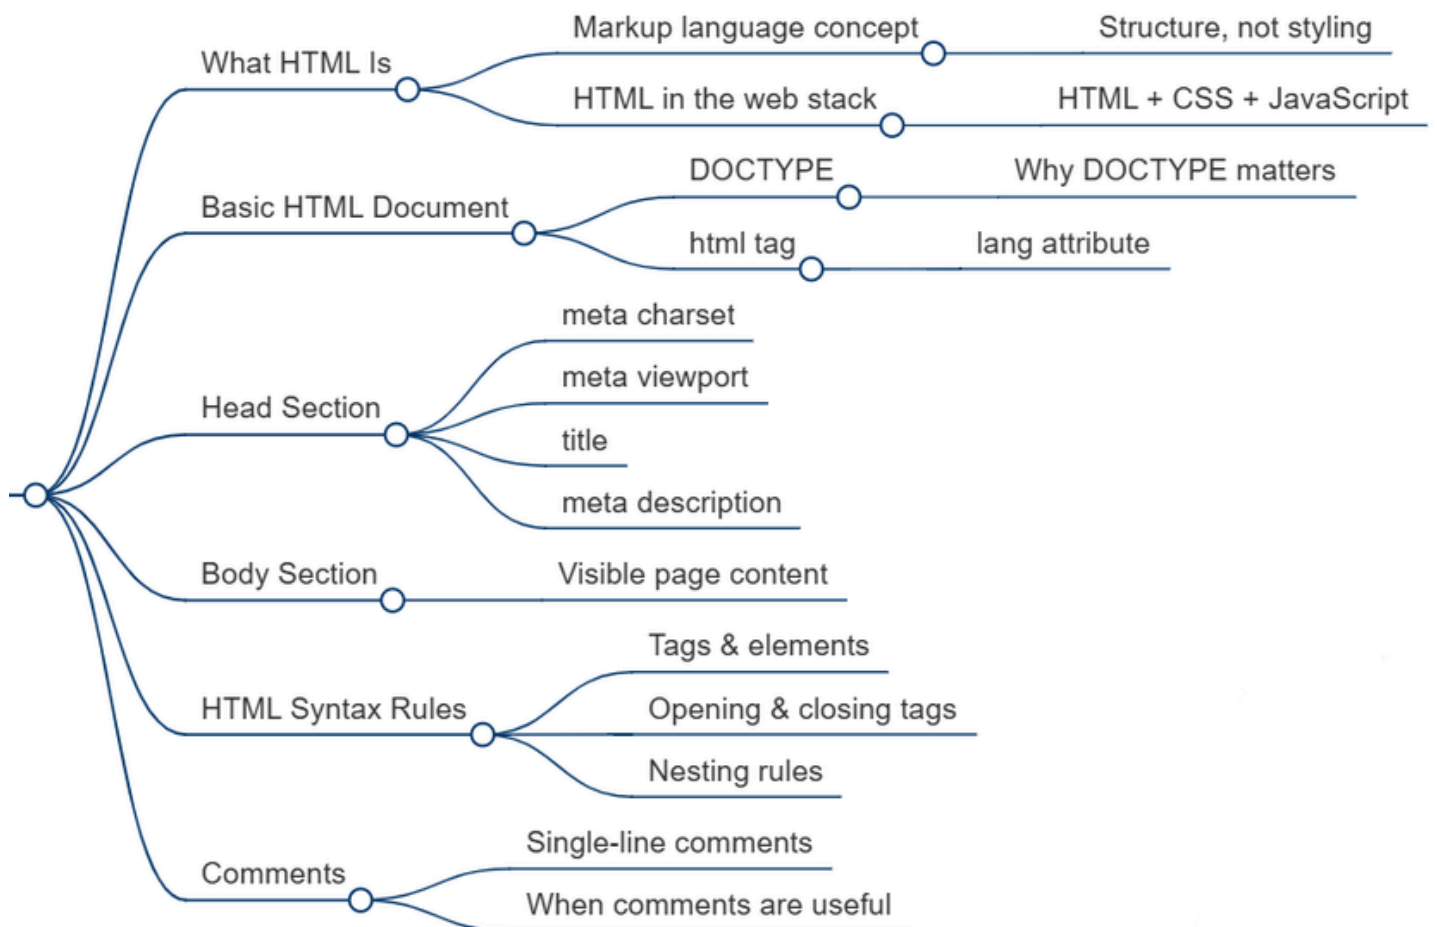 What HTML Is
Markup language concept
Structure, not styling
HTML in the web stack
HTML + CSS + JavaScript
Basic HTML Document
DOCTYPE
Why DOCTYPE matters
html tag
lang attribute
Head Section
meta charset
meta viewport
title
meta description
Body Section
Visible page content
HTML Syntax Rules
Tags & elements
Opening & closing tags
Nesting rules
Comments
Single-line comments
When comments are useful